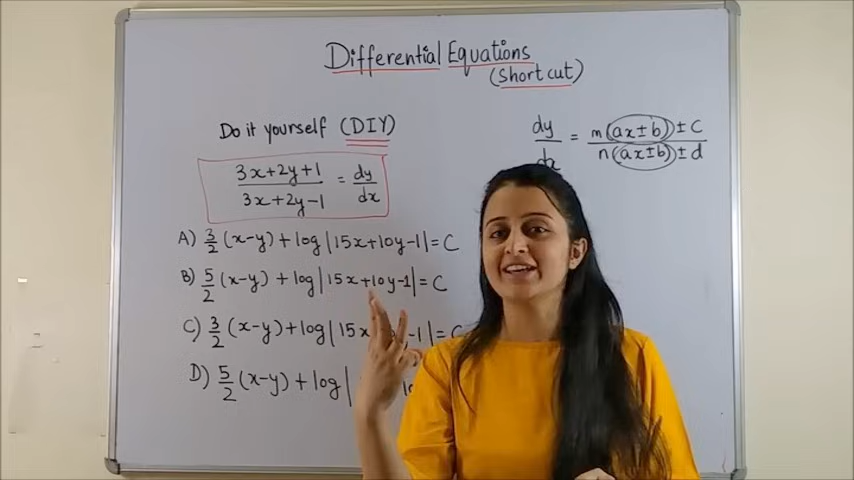 Differential Equations
(Short cut)
Do it yourself (DIY)
3x+2y+1 / 3x+2y-1 = dy/dx
dy/dx = m(ax±b)±c / n(ax±b)±d
A) 3/2 (x-y) + log|15x+10y-1| = C
B) 5/2 (x-y) + log|15x+10y-1| = C
C) 3/2 (x-y) + log|15x -1| = C
D) 5/2 (x-y) + log|